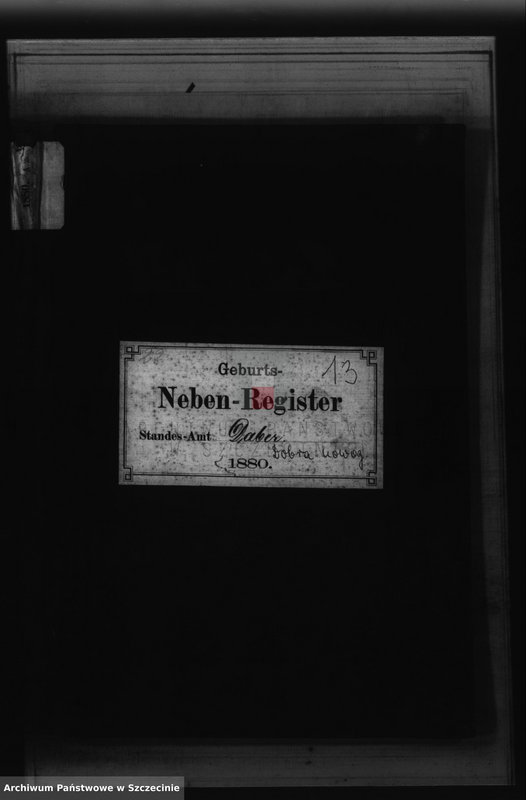 Geburts-
13
Neben-Register
Standes-Amt Daber.
Dobra Nowog.
1880.
Archiwum Państwowe w Szczecinie